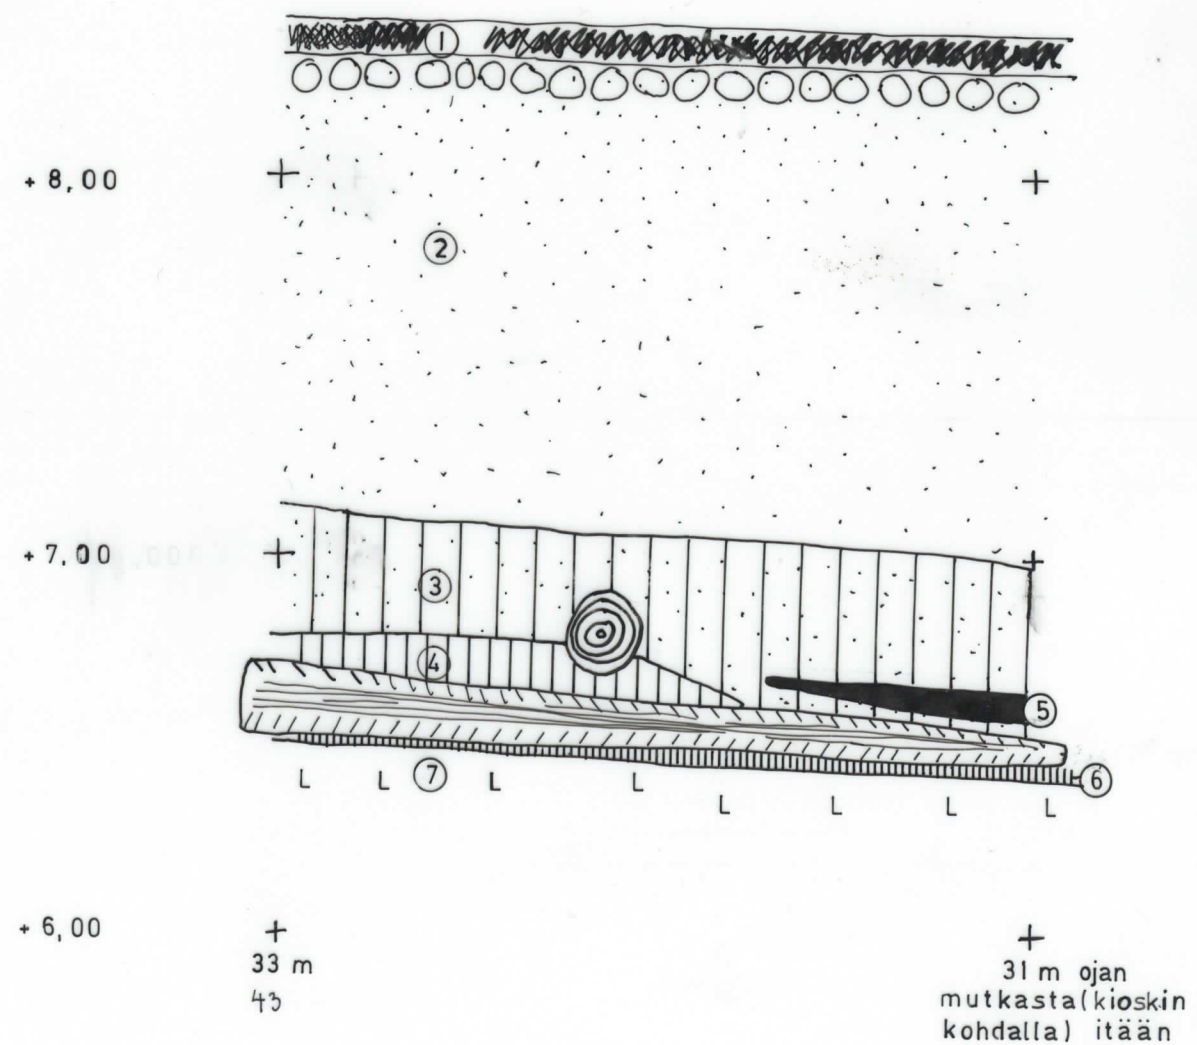 1
+ 8,00
2
+ 7,00
3
4
5
7
6
L L L L L L L L
+ 6,00
33 m
43
31 m ojan
mutkasta(kioskin
kohdalla) itään